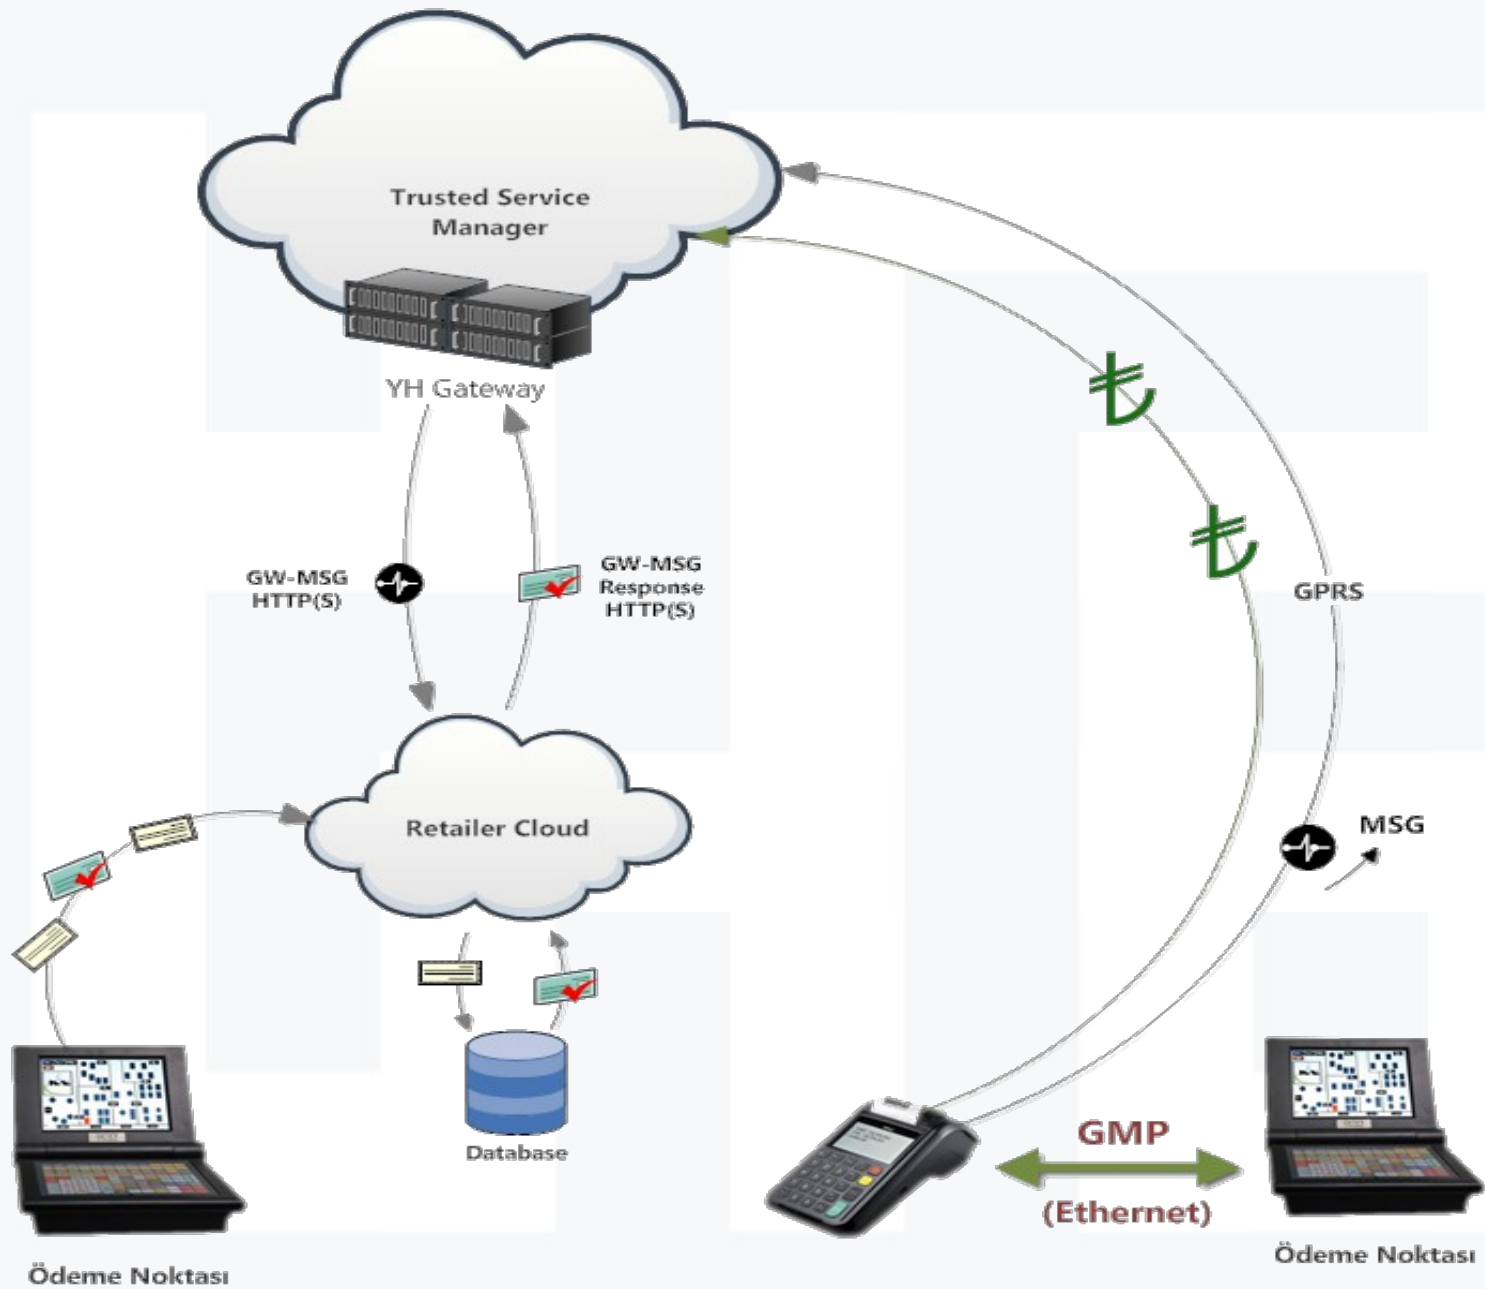 Trusted Service
Manager
YH Gateway
GW-MSG
HTTP(S)
GW-MSG
Response
HTTP(S)
GPRS
MSG
Retailer Cloud
Database
GMP
(Ethernet)
Ödeme Noktası
Ödeme Noktası